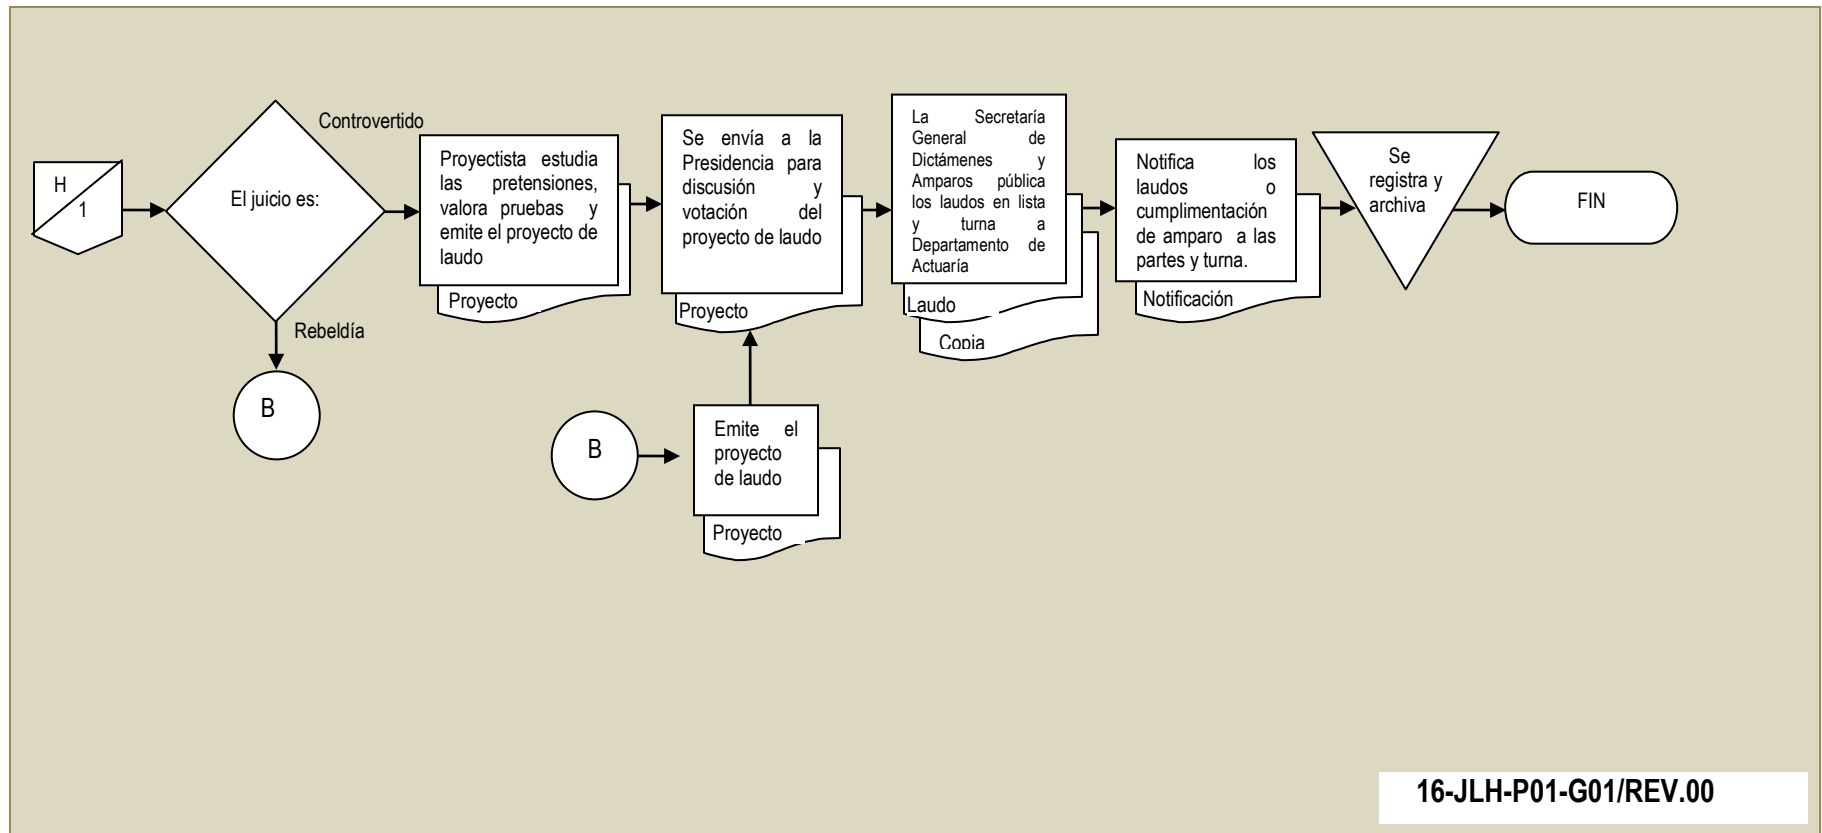 H
1
El juicio es:
Controvertido
Rebeldía
B
Proyectista estudia
las pretensiones,
valora pruebas y
emite el proyecto de
laudo
Proyecto
Se envía a la
Presidencia para
discusión y
votación del
proyecto de laudo
Proyecto
La Secretaría
General de
Dictámenes y
Amparos pública
los laudos en lista
y turna a
Departamento de
Actuaría
Laudo
Copia
Notifica los
laudos o
cumplimentación
de amparo a las
partes y turna.
Notificación
Se
registra y
archiva
FIN
B
Emite el
proyecto
de laudo
Proyecto
16-JLH-P01-G01/REV.00